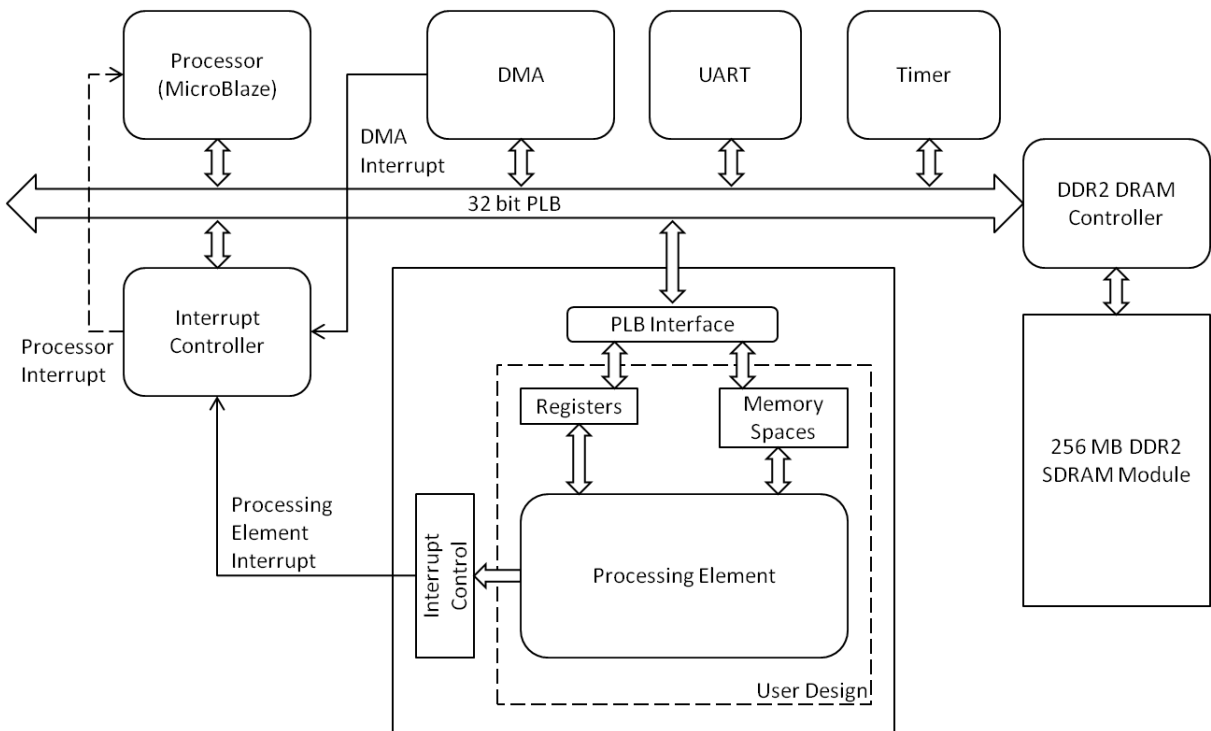 Processor
(MicroBlaze)
DMA
UART
Timer
DMA
Interrupt
32 bit PLB
DDR2 DRAM
Controller
Interrupt
Controller
Processor
Interrupt
PLB Interface
Registers
Memory
Spaces
256 MB DDR2
SDRAM Module
Processing
Element
Interrupt
Interrupt
Control
Processing Element
User Design